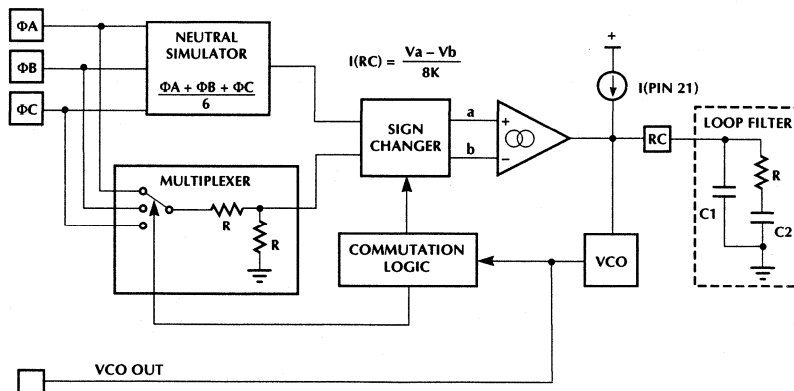 ΦA
ΦB
ΦC
NEUTRAL
SIMULATOR
ΦA + ΦB + ΦC
6
I(RC) = Va – Vb
8K
+
I(PIN 21)
SIGN
CHANGER
a
b
+
–
RC
LOOP FILTER
R
C1
C2
MULTIPLEXER
R
R
COMMUTATION
LOGIC
VCO
VCO OUT